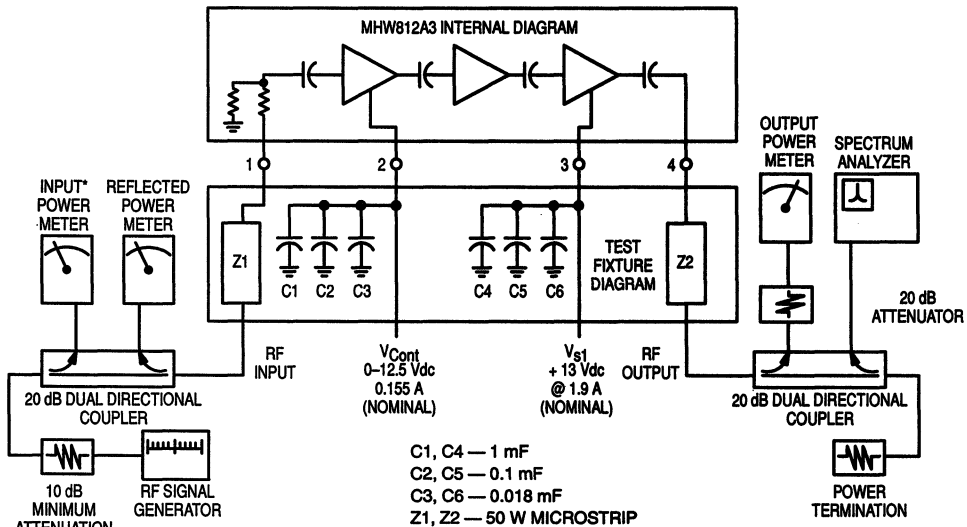 MHW812A3 INTERNAL DIAGRAM
1
2
3
4
OUTPUT
POWER
METER
SPECTRUM
ANALYZER
INPUT*
POWER
METER
REFLECTED
POWER
METER
Z1
C1
C2
C3
C4
C5
C6
TEST
FIXTURE
DIAGRAM
Z2
20 dB
ATTENUATOR
RF
INPUT
VCont
0–12.5 Vdc
0.155 A
(NOMINAL)
Vs1
+ 13 Vdc
@ 1.9 A
(NOMINAL)
RF
OUTPUT
20 dB DUAL DIRECTIONAL
COUPLER
20 dB DUAL DIRECTIONAL
COUPLER
10 dB
MINIMUM
ATTENUATION
RF SIGNAL
GENERATOR
C1, C4 — 1 mF
C2, C5 — 0.1 mF
C3, C6 — 0.018 mF
Z1, Z2 — 50 W MICROSTRIP
POWER
TERMINATION